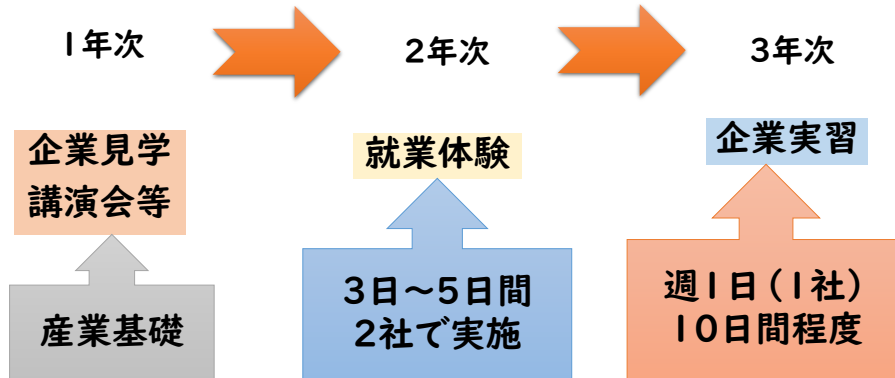 1年次
2年次
3年次
企業見学
講演会等
就業体験
企業実習
産業基礎
3日～5日間
2社で実施
週1日（1社）
10日間程度